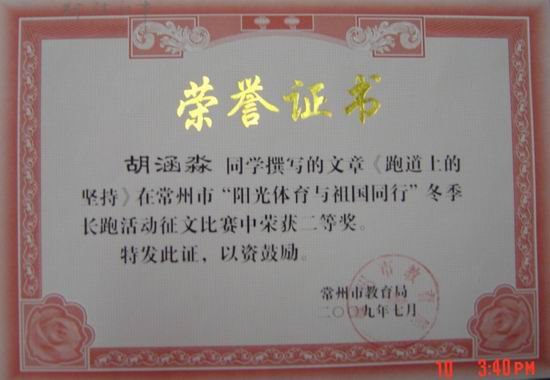 荣誉证书
胡涵淼 同学撰写的文章《跑道上的
坚持》在常州市“阳光体育与祖国同行”冬季
长跑活动征文比赛中荣获二等奖。
特发此证，以资鼓励。
常州市教育局
二〇〇九年七月
10 3:40PM